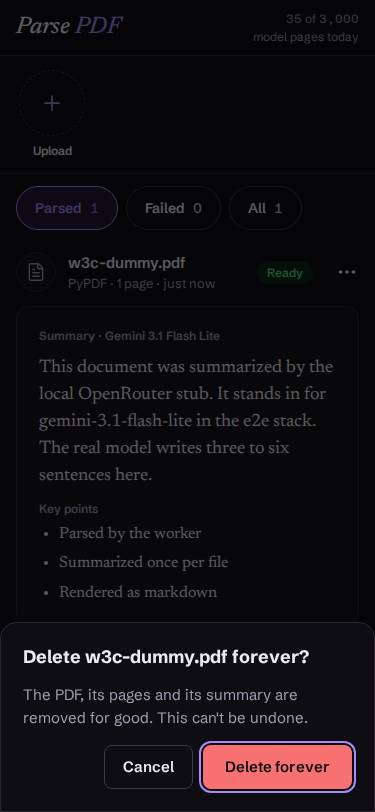 Parse PDF
35 of 3,000
model pages today
Upload
Parsed 1
Failed 0
All 1
w3c-dummy.pdf
PyPDF · 1 page · just now
Ready
Summary · Gemini 3.1 Flash Lite
This document was summarized by the
local OpenRouter stub. It stands in for
gemini-3.1-flash-lite in the e2e stack.
The real model writes three to six
sentences here.
Key points
• Parsed by the worker
• Summarized once per file
• Rendered as markdown
Delete w3c-dummy.pdf forever?
The PDF, its pages and its summary are
removed for good. This can't be undone.
Cancel
Delete forever